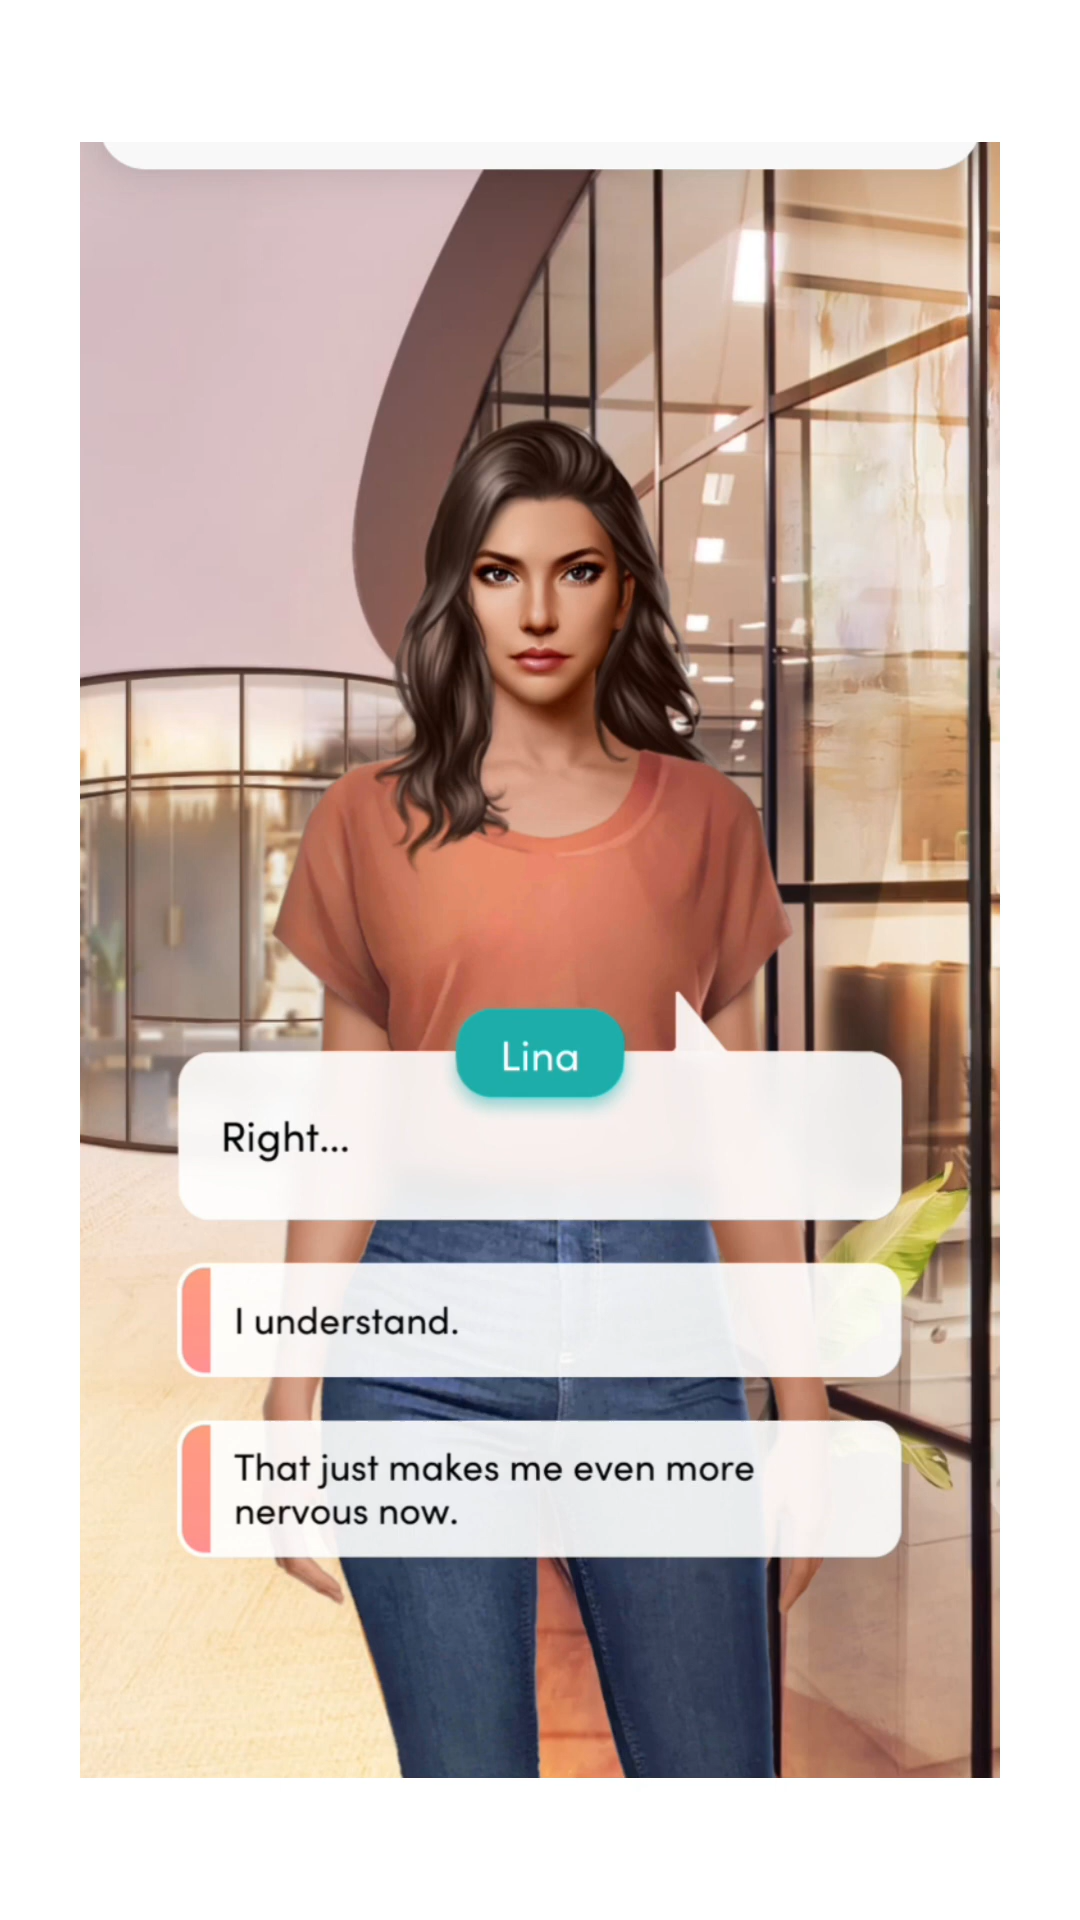 Lina
Right...
I understand.
That just makes me even more
nervous now.